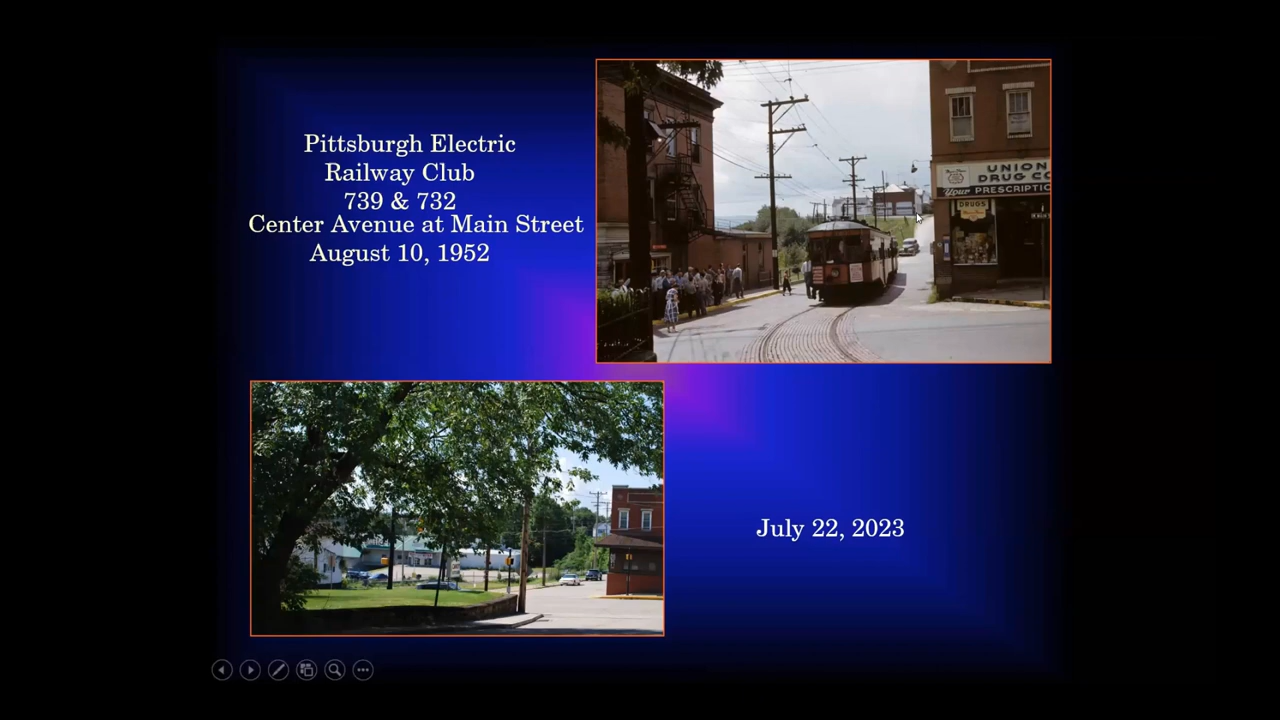 Pittsburgh Electric
Railway Club
739 & 732
Center Avenue at Main Street
August 10, 1952
UNION
DRUG CO
Your PRESCRIPTIO
DRUGS
July 22, 2023